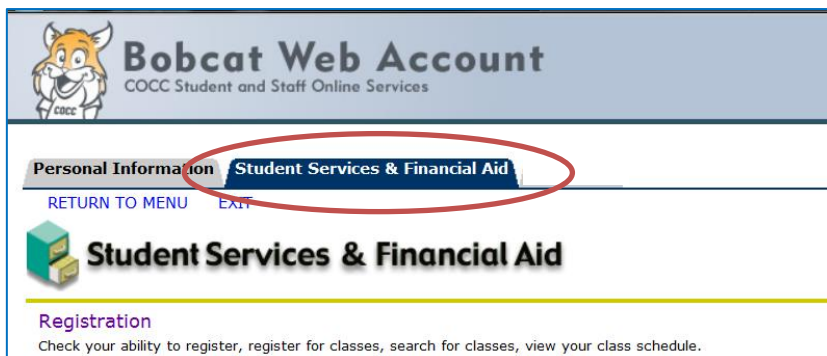 Bobcat Web Account
COCC Student and Staff Online Services
COCC
Personal Information Student Services & Financial Aid
RETURN TO MENU EXIT
Student Services & Financial Aid
Registration
Check your ability to register, register for classes, search for classes, view your class schedule.